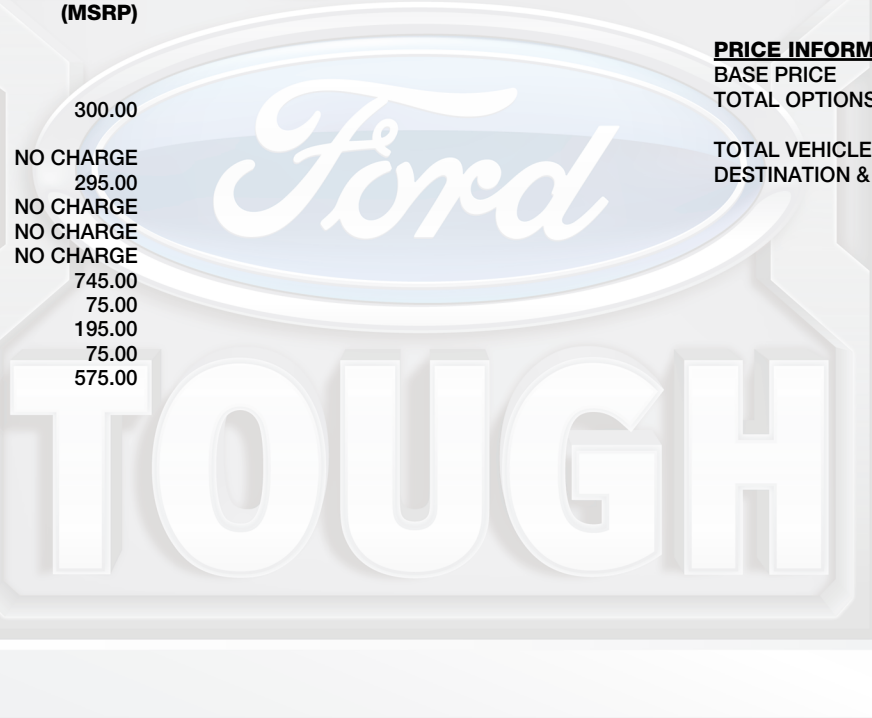 (MSRP)
300.00
NO CHARGE
295.00
NO CHARGE
NO CHARGE
NO CHARGE
745.00
75.00
195.00
75.00
575.00
PRICE INFORM
BASE PRICE
TOTAL OPTIONS
TOTAL VEHICLE
DESTINATION &
Ford
TOUGH